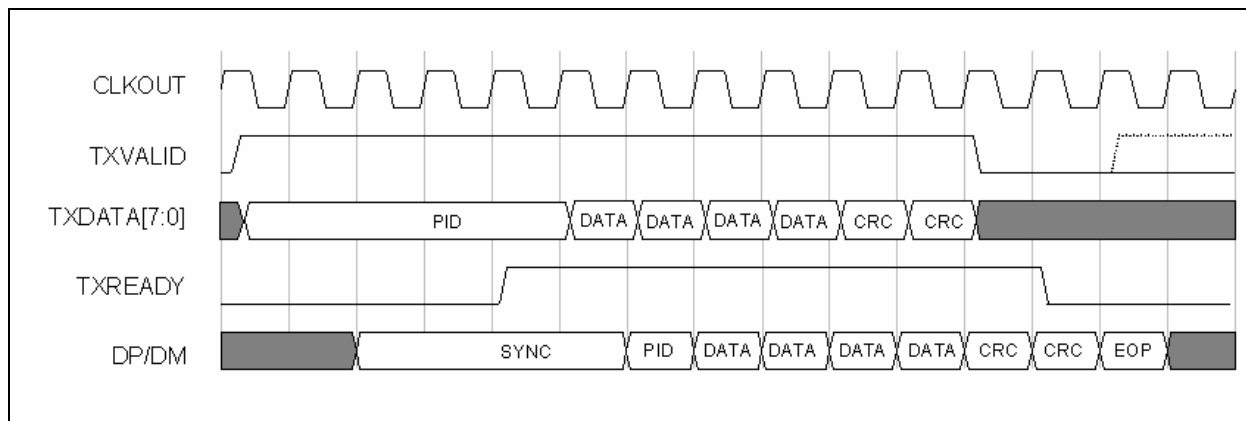 CLKOUT
TXVALID
TXDATA[7:0] PID DATA DATA DATA DATA CRC CRC
TXREADY
DP/DM SYNC PID DATA DATA DATA DATA CRC CRC EOP